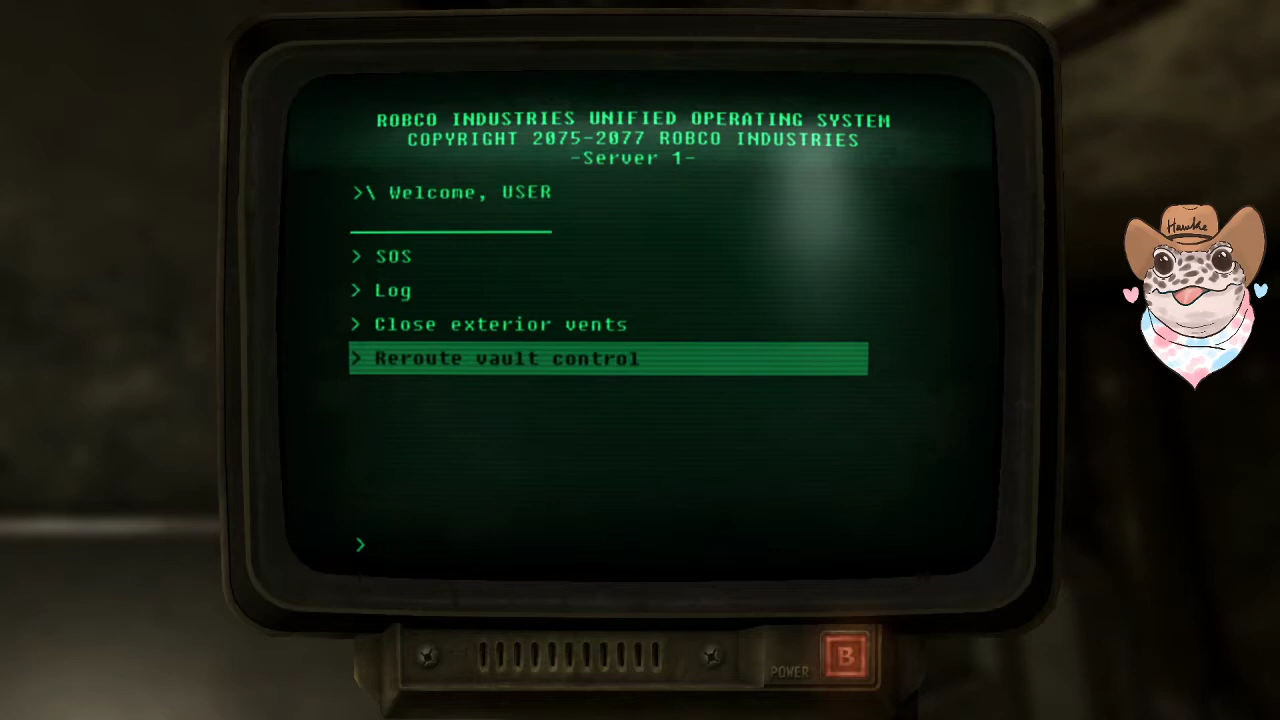 ROBCO INDUSTRIES UNIFIED OPERATING SYSTEM
COPYRIGHT 2075-2077 ROBCO INDUSTRIES
-Server 1-
>\ Welcome, USER
> SOS
> Log
> Close exterior vents
> Reroute vault control
>
Hawke
POWER
B